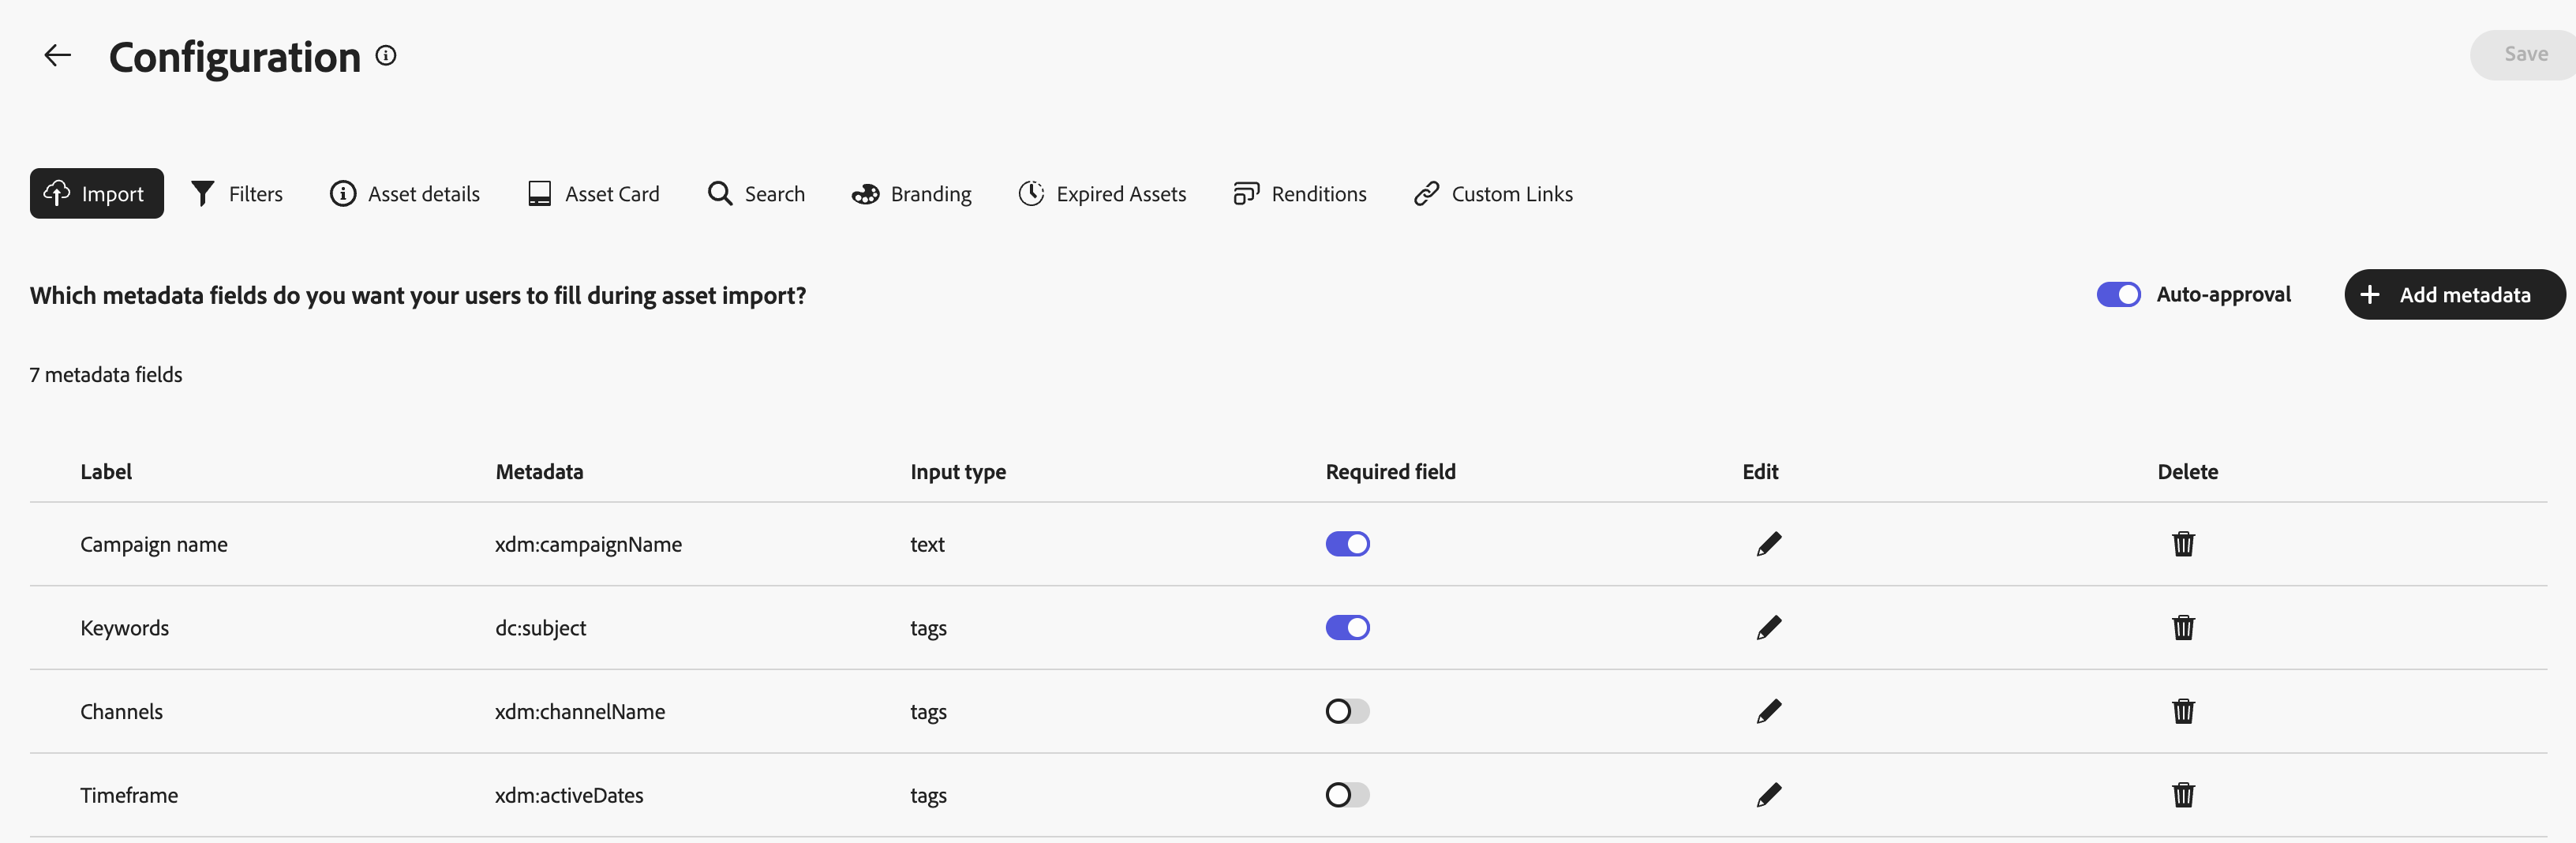 Configuration
Save
Import Filters Asset details Asset Card Search Branding Expired Assets Renditions Custom Links
Which metadata fields do you want your users to fill during asset import?
Auto-approval
Add metadata
7 metadata fields
Label Metadata Input type Required field Edit Delete
Campaign name xdm:campaignName text
Keywords dc:subject tags
Channels xdm:channelName tags
Timeframe xdm:activeDates tags